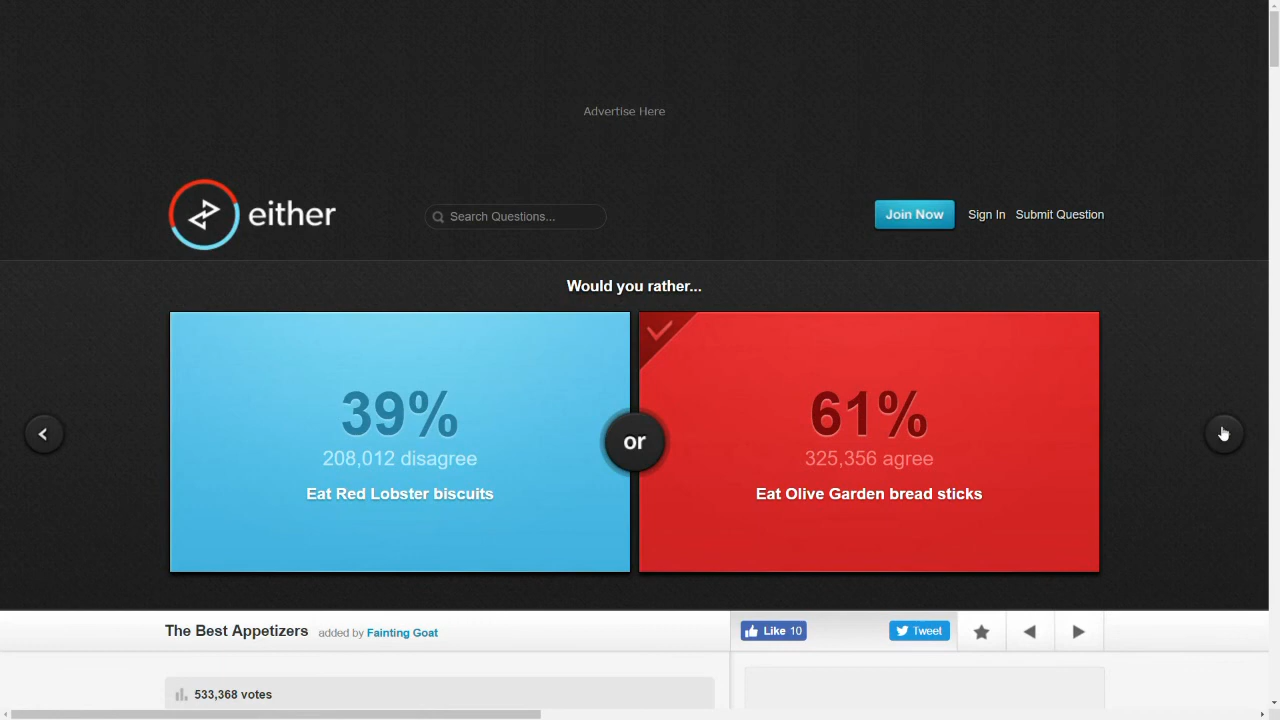 Advertise Here
either
Search Questions...
Join Now
Sign In
Submit Question
Would you rather...
39%
208,012 disagree
Eat Red Lobster biscuits
or
61%
325,356 agree
Eat Olive Garden bread sticks
The Best Appetizers added by Fainting Goat
Like 10
Tweet
533,368 votes